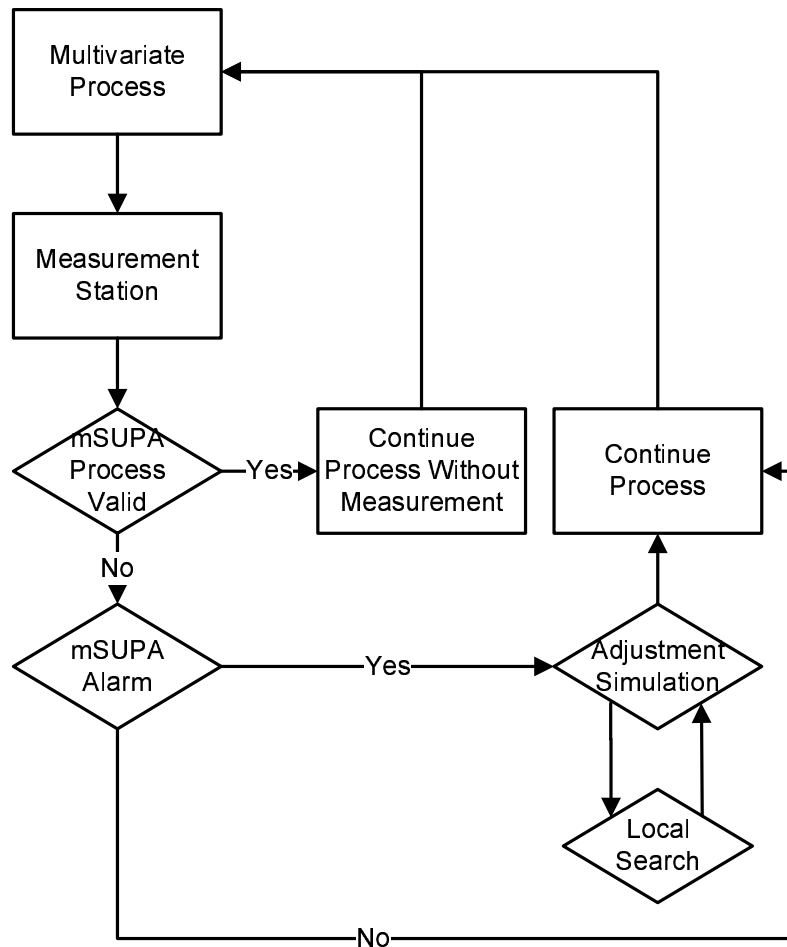 Multivariate
Process
Measurement
Station
mSUPA
Process
Valid
Yes
Continue
Process Without
Measurement
Continue
Process
No
mSUPA
Alarm
Yes
Adjustment
Simulation
Local
Search
No